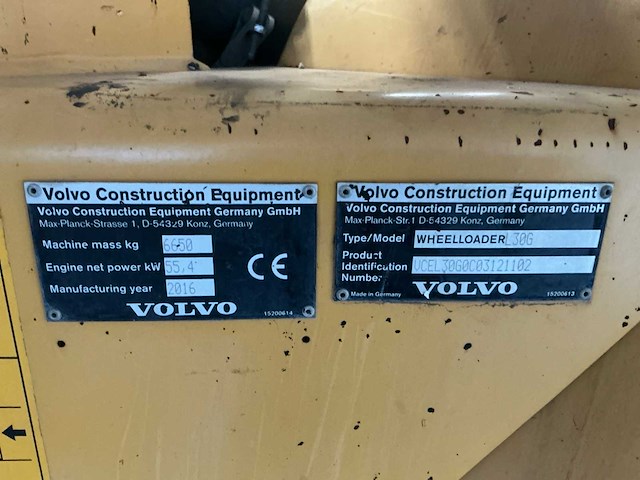 Volvo Construction Equipment
Volvo Construction Equipment Germany GmbH
Max-Planck-Strasse 1, D-54329 Konz, Germany
Machine mass kg 6650
Engine net power kW 55,4
Manufacturing year 2016
CE
VOLVO
15200614
Volvo Construction Equipment
Volvo Construction Equipment Germany GmbH
Max-Planck-Str.1 D-54329 Konz, Germany
Type/Model WHEELLOADER L30G
Product
Identification VCEL30G0C03121102
Number
Made in Germany
VOLVO
15200613